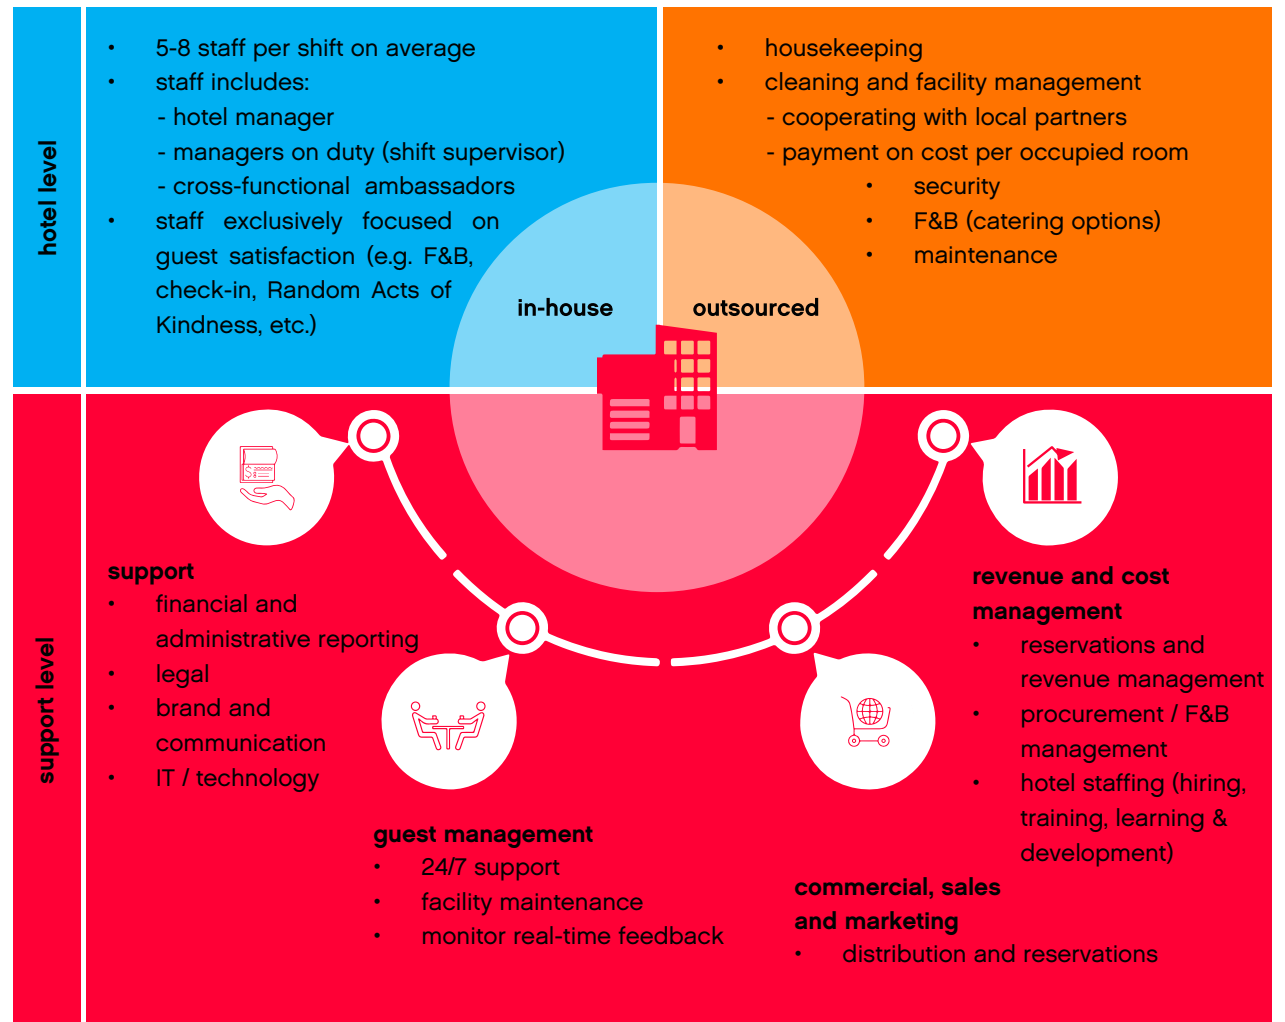 hotel level
• 5-8 staff per shift on average
• staff includes:
- hotel manager
- managers on duty (shift supervisor)
- cross-functional ambassadors
• staff exclusively focused on
guest satisfaction (e.g. F&B,
check-in, Random Acts of
Kindness, etc.)
in-house
• housekeeping
• cleaning and facility management
- cooperating with local partners
- payment on cost per occupied room
• security
• F&B (catering options)
• maintenance
outsourced
support level
$
support
• financial and
administrative reporting
• legal
• brand and
communication
• IT / technology
guest management
• 24/7 support
• facility maintenance
• monitor real-time feedback
commercial, sales
and marketing
• distribution and reservations
revenue and cost
management
• reservations and
revenue management
• procurement / F&B
management
• hotel staffing (hiring,
training, learning &
development)